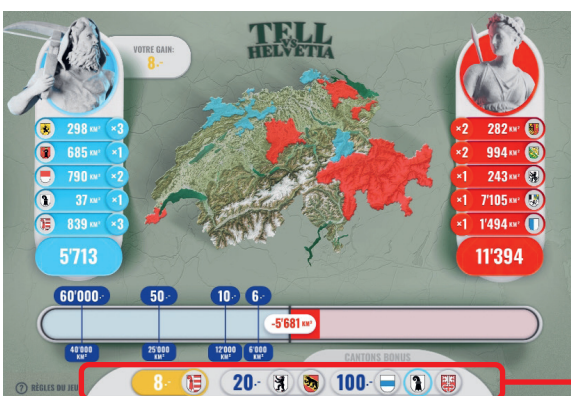 TELL
VS
HELVETIA
VOTRE GAIN:
8.-
298 KM² ×3
685 KM² ×1
790 KM² ×2
37 KM² ×1
839 KM² ×3
5'713
×2 282 KM²
×2 994 KM²
×1 243 KM²
×1 7'105 KM²
×1 1'494 KM²
11'394
60'000.- 50.- 10.- 6.-
-5'681 KM²
40'000 KM² 25'000 KM² 12'000 KM² 6'000 KM²
CANTONS BONUS
? RÈGLES DU JEU
8.- 20.- 100.-